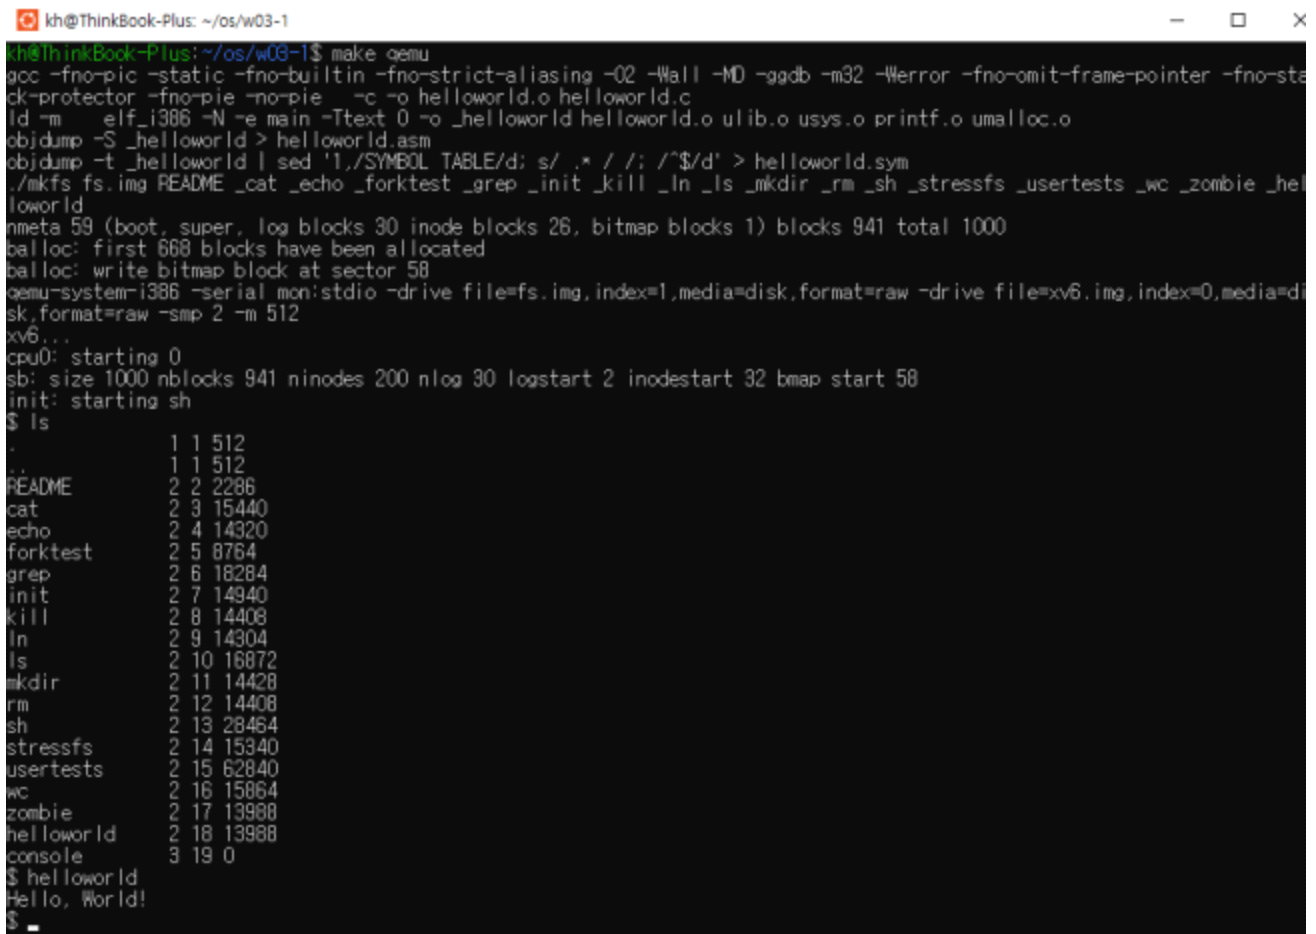 kh@ThinkBook-Plus: ~/os/w03-1
kh@ThinkBook-Plus:~/os/w03-1$ make qemu
gcc -fno-pic -static -fno-builtin -fno-strict-aliasing -O2 -Wall -MD -ggdb -m32 -Werror -fno-omit-frame-pointer -fno-sta
ck-protector -fno-pie -no-pie   -c -o helloworld.o helloworld.c
ld -m    elf_i386 -N -e main -Ttext 0 -o _helloworld helloworld.o ulib.o usys.o printf.o umalloc.o
objdump -S _helloworld > helloworld.asm
objdump -t _helloworld | sed '1,/SYMBOL TABLE/d; s/ .* / /; /^$/d' > helloworld.sym
./mkfs fs.img README _cat _echo _forktest _grep _init _kill _ln _ls _mkdir _rm _sh _stressfs _usertests _wc _zombie _hel
loworld
nmeta 59 (boot, super, log blocks 30 inode blocks 26, bitmap blocks 1) blocks 941 total 1000
balloc: first 668 blocks have been allocated
balloc: write bitmap block at sector 58
qemu-system-i386 -serial mon:stdio -drive file=fs.img,index=1,media=disk,format=raw -drive file=xv6.img,index=0,media=di
sk,format=raw -smp 2 -m 512
xv6...
cpu0: starting 0
sb: size 1000 nblocks 941 ninodes 200 nlog 30 logstart 2 inodestart 32 bmap start 58
init: starting sh
$ ls
.              1 1 512
..             1 1 512
README         2 2 2286
cat            2 3 15440
echo           2 4 14320
forktest       2 5 8764
grep           2 6 18284
init           2 7 14940
kill           2 8 14408
ln             2 9 14304
ls             2 10 16872
mkdir          2 11 14428
rm             2 12 14408
sh             2 13 28464
stressfs       2 14 15340
usertests      2 15 62840
wc             2 16 15864
zombie         2 17 13988
helloworld     2 18 13988
console        3 19 0
$ helloworld
Hello, World!
$